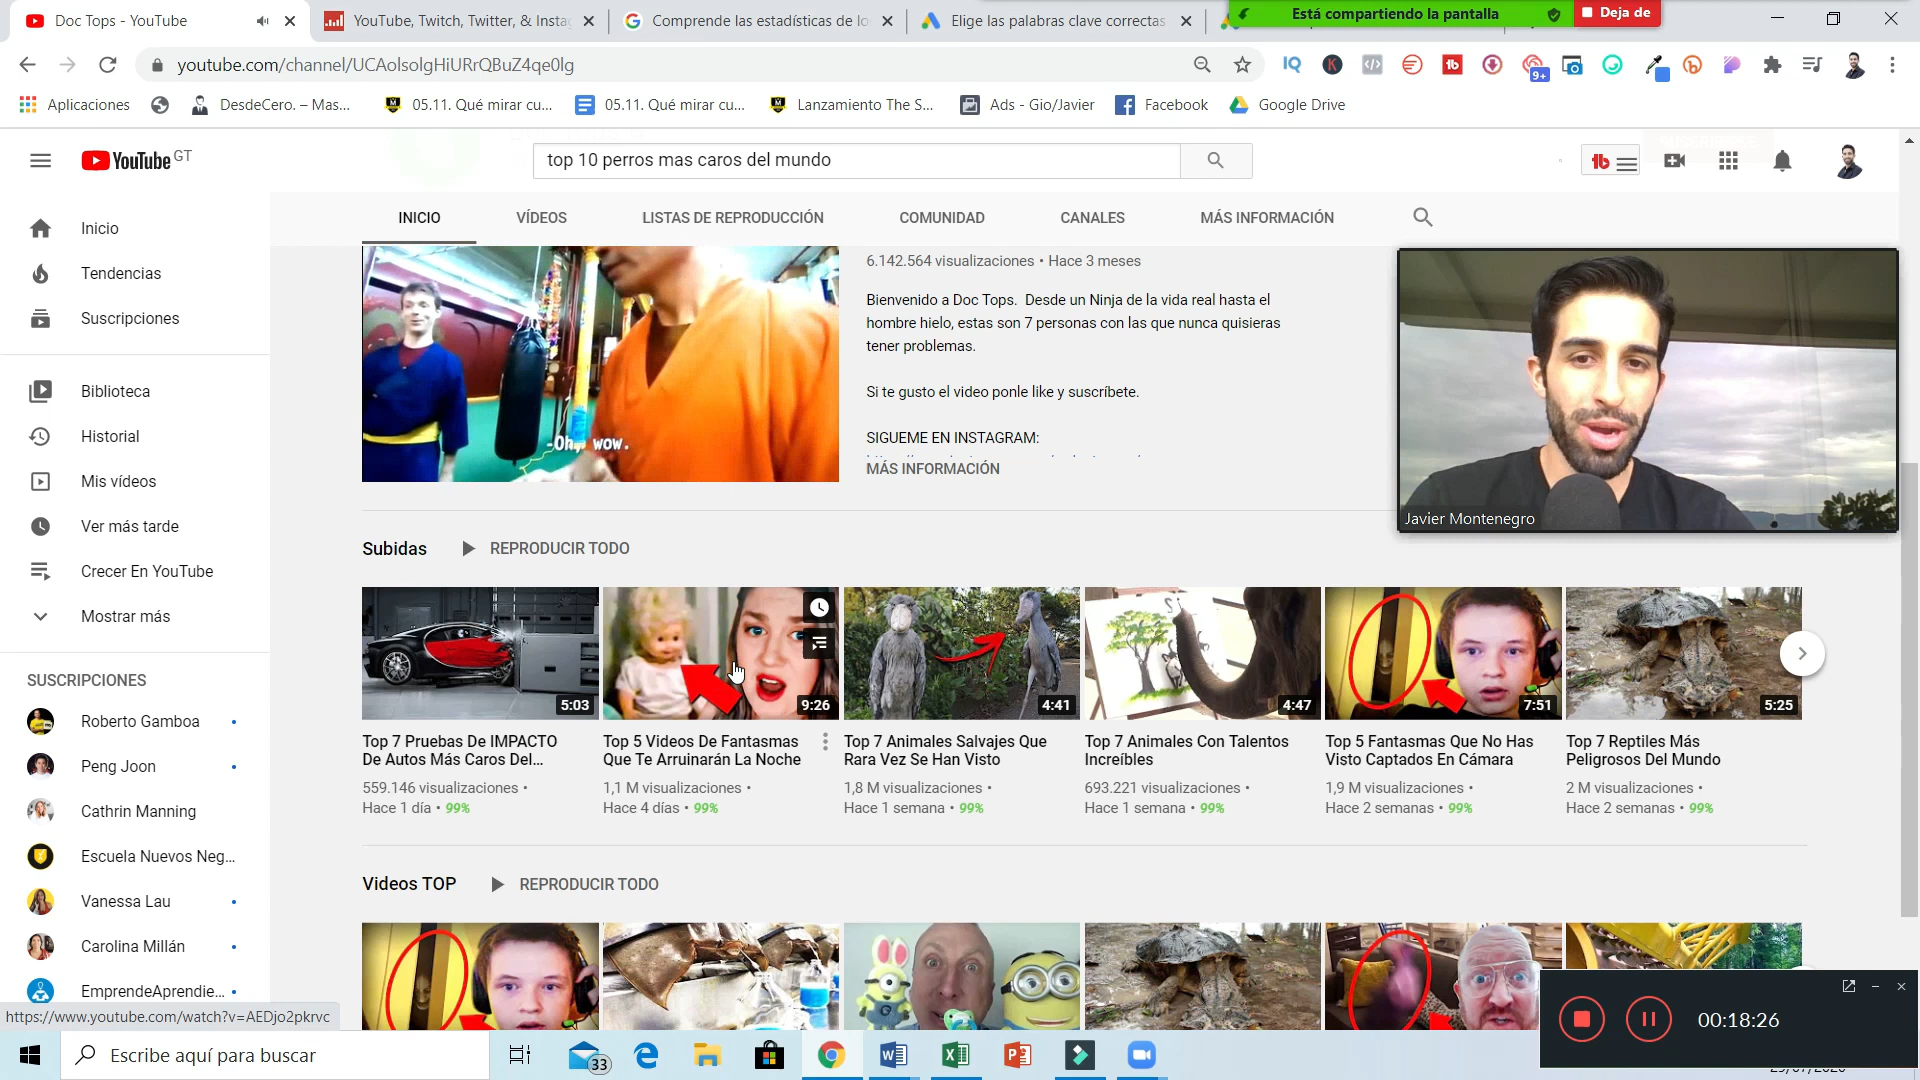 Doc Tops - YouTube
YouTube, Twitch, Twitter, & Insta
Comprende las estadísticas de lo
Elige las palabras clave correctas
Está compartiendo la pantalla
Deja de
youtube.com/channel/UCAolsolgHiURrQBuZ4qe0lg
9+
Aplicaciones
DesdeCero. – Mas...
05.11. Qué mirar cu...
05.11. Qué mirar cu...
Lanzamiento The S...
Ads - Gio/Javier
Facebook
Google Drive
YouTube GT
top 10 perros mas caros del mundo
INICIO
VÍDEOS
LISTAS DE REPRODUCCIÓN
COMUNIDAD
CANALES
MÁS INFORMACIÓN
Inicio
Tendencias
Suscripciones
Biblioteca
Historial
Mis vídeos
Ver más tarde
Crecer En YouTube
Mostrar más
SUSCRIPCIONES
Roberto Gamboa
Peng Joon
Cathrin Manning
Escuela Nuevos Neg...
Vanessa Lau
Carolina Millán
EmprendeAprendie...
-Oh, wow.
6.142.564 visualizaciones • Hace 3 meses
Bienvenido a Doc Tops. Desde un Ninja de la vida real hasta el
hombre hielo, estas son 7 personas con las que nunca quisieras
tener problemas.
Si te gusto el video ponle like y suscríbete.
SIGUEME EN INSTAGRAM:
MÁS INFORMACIÓN
Javier Montenegro
Subidas
REPRODUCIR TODO
5:03
9:26
4:41
4:47
7:51
5:25
Top 7 Pruebas De IMPACTO
De Autos Más Caros Del...
559.146 visualizaciones •
Hace 1 día • 99%
Top 5 Videos De Fantasmas
Que Te Arruinarán La Noche
1,1 M visualizaciones •
Hace 4 días • 99%
Top 7 Animales Salvajes Que
Rara Vez Se Han Visto
1,8 M visualizaciones •
Hace 1 semana • 99%
Top 7 Animales Con Talentos
Increíbles
693.221 visualizaciones •
Hace 1 semana • 99%
Top 5 Fantasmas Que No Has
Visto Captados En Cámara
1,9 M visualizaciones •
Hace 2 semanas • 99%
Top 7 Reptiles Más
Peligrosos Del Mundo
2 M visualizaciones •
Hace 2 semanas • 99%
Videos TOP
REPRODUCIR TODO
https://www.youtube.com/watch?v=AEDjo2pkrvc
00:18:26
Escribe aquí para buscar
33